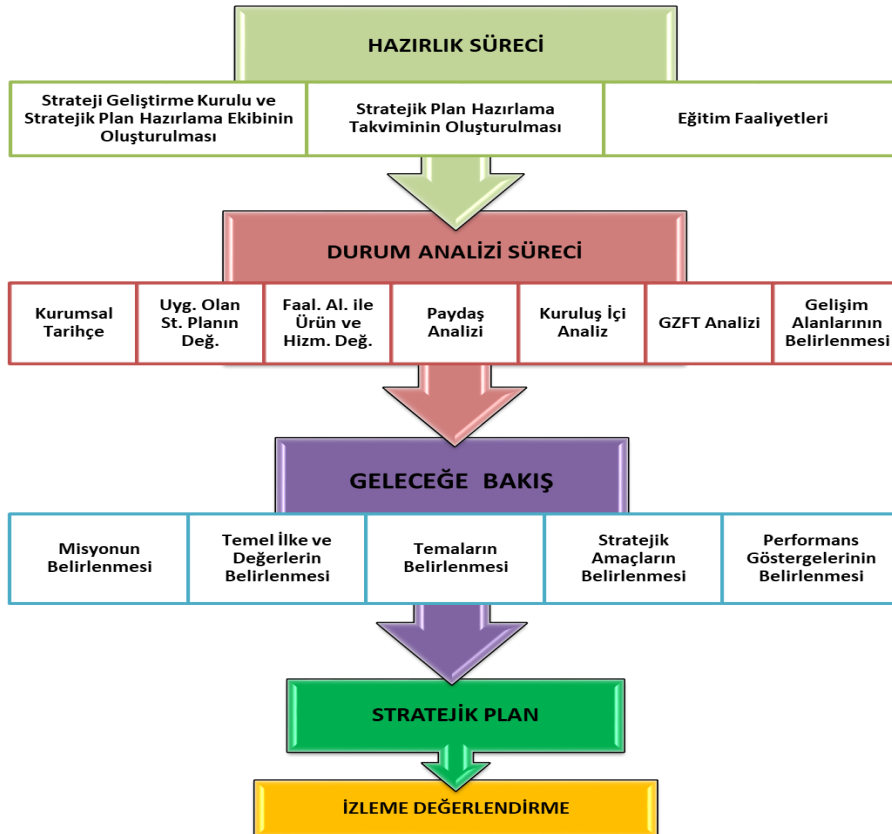 HAZIRLIK SÜRECİ
Strateji Geliştirme Kurulu ve
Stratejik Plan Hazırlama Ekibinin
Oluşturulması
Stratejik Plan Hazırlama
Takviminin Oluşturulması
Eğitim Faaliyetleri
DURUM ANALİZİ SÜRECİ
Kurumsal
Tarihçe
Uyg. Olan
St. Planın
Değ.
Faal. Al. ile
Ürün ve
Hizm. Değ.
Paydaş
Analizi
Kuruluş İçi
Analiz
GZFT Analizi
Gelişim
Alanlarının
Belirlenmesi
GELECEĞE BAKIŞ
Misyonun
Belirlenmesi
Temel İlke ve
Değerlerin
Belirlenmesi
Temaların
Belirlenmesi
Stratejik
Amaçların
Belirlenmesi
Performans
Göstergelerinin
Belirlenmesi
STRATEJİK PLAN
İZLEME DEĞERLENDİRME